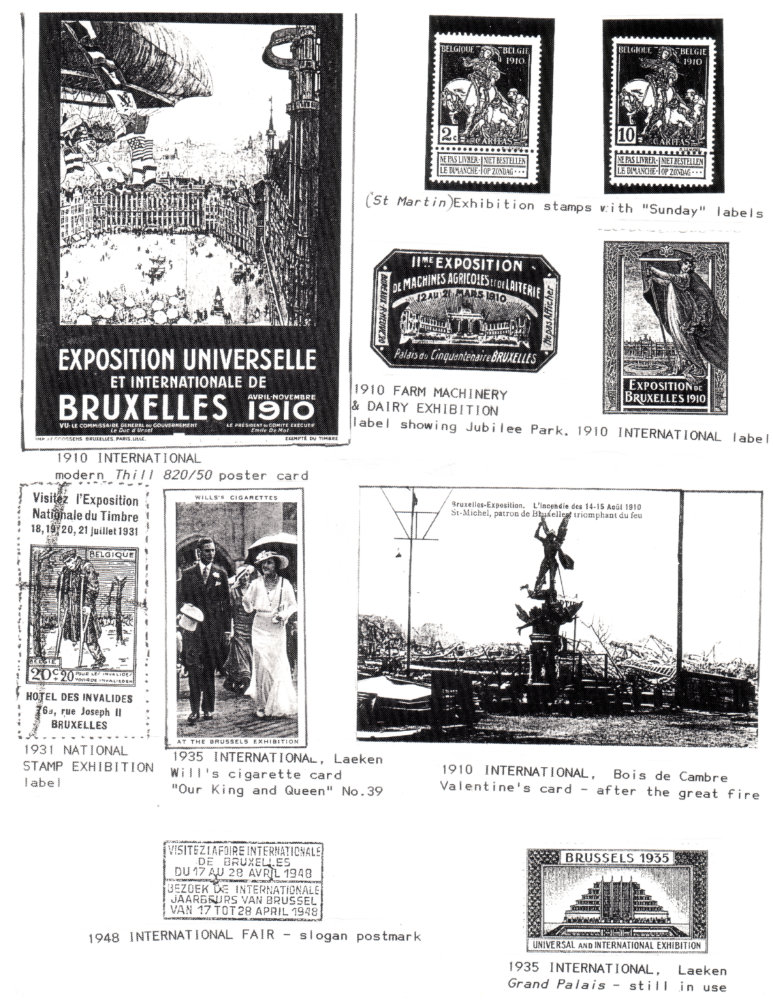 EXPOSITION UNIVERSELLE
ET INTERNATIONALE DE
BRUXELLES AVRIL-NOVEMBRE 1910
VU: LE COMMISSAIRE GENERAL DU GOUVERNEMENT
Le Duc d'Ursel
LE PRÉSIDENT DU COMITE EXECUTIF
Emile De Mot
BRUXELLES, PARIS, LILLE.
EXEMPTÉ DU TIMBRE
1910 INTERNATIONAL
modern Thill 820/50 poster card
BELGIQUE BELGIE
1910
2c
CARITAS
NE PAS LIVRER NIET BESTELLEN
LE DIMANCHE OP ZONDAG
BELGIQUE BELGIE
1910
10
CARITAS
NE PAS LIVRER NIET BESTELLEN
LE DIMANCHE OP ZONDAG
(St Martin) Exhibition stamps with "Sunday" labels
IIME EXPOSITION
DE MACHINES AGRICOLES ET DE LAITERIE
12 AU 21 MARS 1910
Ne pas Afficher
Palais du Cinquantenaire BRUXELLES
1910 FARM MACHINERY
& DAIRY EXHIBITION
label showing Jubilee Park.
EXPOSITION DE
BRUXELLES 1910
1910 INTERNATIONAL label
Visitez l'Exposition
Nationale du Timbre
18, 19, 20, 21 juillet 1931
BELGIQUE
BELGIE
20c+20 POUR LES INVALIDES
VOOR DE INVALIEDEN
HOTEL DES INVALIDES
76a, rue Joseph II
BRUXELLES
1931 NATIONAL
STAMP EXHIBITION
label
WILLS'S CIGARETTES
AT THE BRUSSELS EXHIBITION
1935 INTERNATIONAL, Laeken
Will's cigarette card
"Our King and Queen" No.39
Bruxelles-Exposition. L'incendie des 14-15 Août 1910
St-Michel, patron de Bruxelles, triomphant du feu
1910 INTERNATIONAL, Bois de Cambre
Valentine's card - after the great fire
VISITEZ LA FOIRE INTERNATIONALE
DE BRUXELLES
DU 17 AU 28 AVRIL 1948
BEZOEK DE INTERNATIONALE
JAARBEURS VAN BRUSSEL
VAN 17 TOT 28 APRIL 1948
1948 INTERNATIONAL FAIR - slogan postmark
BRUSSELS 1935
UNIVERSAL AND INTERNATIONAL EXHIBITION
1935 INTERNATIONAL, Laeken
Grand Palais - still in use